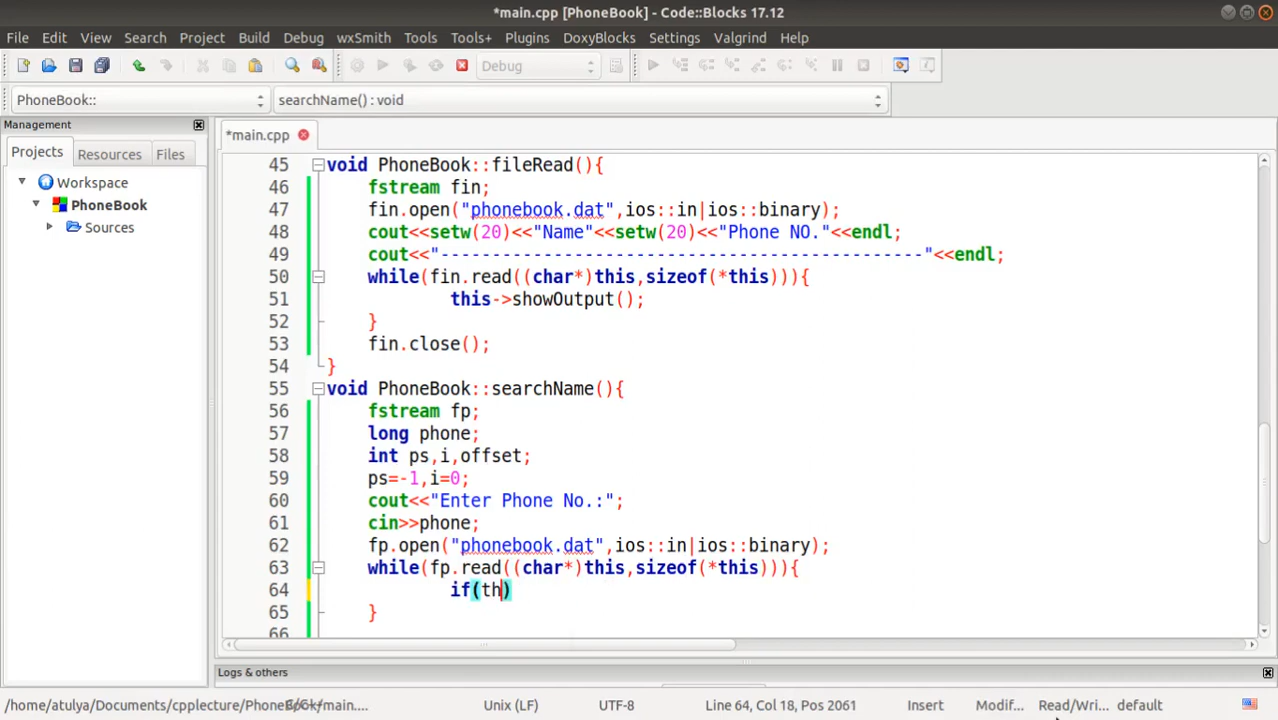 *main.cpp [PhoneBook] - Code::Blocks 17.12
File Edit View Search Project Build Debug wxSmith Tools Tools+ Plugins DoxyBlocks Settings Valgrind Help
Debug
PhoneBook:: searchName() : void
Management
*main.cpp
Projects Resources Files
Workspace
PhoneBook
Sources
45 void PhoneBook::fileRead(){
46 fstream fin;
47 fin.open("phonebook.dat",ios::in|ios::binary);
48 cout<<setw(20)<<"Name"<<setw(20)<<"Phone NO."<<endl;
49 cout<<"-----------------------------------------------"<<endl;
50 while(fin.read((char*)this,sizeof(*this))){
51 this->showOutput();
52 }
53 fin.close();
54 }
55 void PhoneBook::searchName(){
56 fstream fp;
57 long phone;
58 int ps,i,offset;
59 ps=-1,i=0;
60 cout<<"Enter Phone No.:";
61 cin>>phone;
62 fp.open("phonebook.dat",ios::in|ios::binary);
63 while(fp.read((char*)this,sizeof(*this))){
64 if(th)
65 }
66
Logs & others
/home/atulya/Documents/cpplecture/PhoneBook/main.... Unix (LF) UTF-8 Line 64, Col 18, Pos 2061 Insert Modif... Read/Wri... default